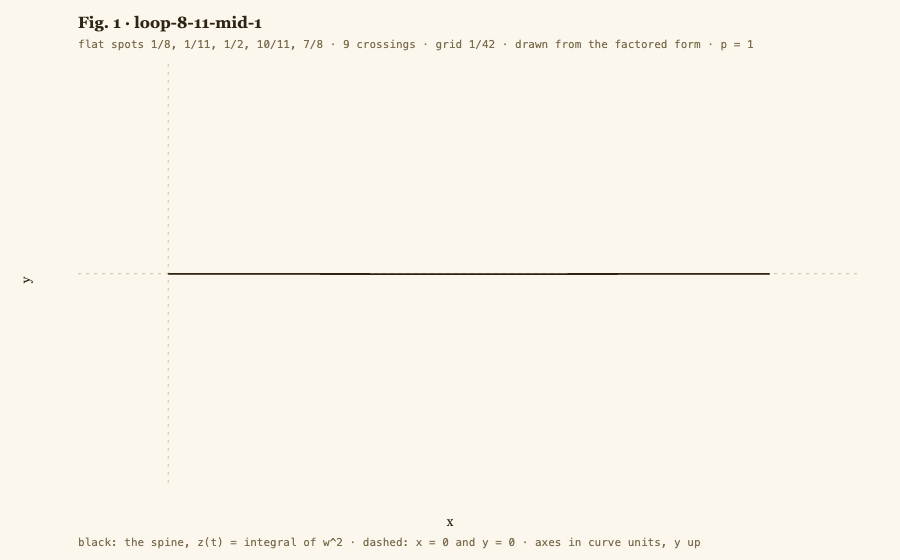 Fig. 1 · loop-8-11-mid-1
flat spots 1/8, 1/11, 1/2, 10/11, 7/8 · 9 crossings · grid 1/42 · drawn from the factored form · p = 1
y
x
black: the spine, z(t) = integral of w^2 · dashed: x = 0 and y = 0 · axes in curve units, y up